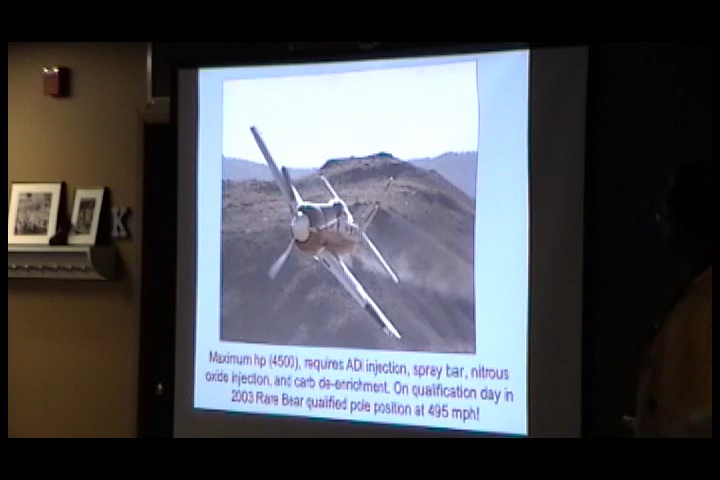 K
Maximum hp (4500), requires ADI injection, spray bar, nitrous
oxide injection, and carb de-enrichment. On qualification day in
2003 Rare Bear qualified pole position at 495 mph!